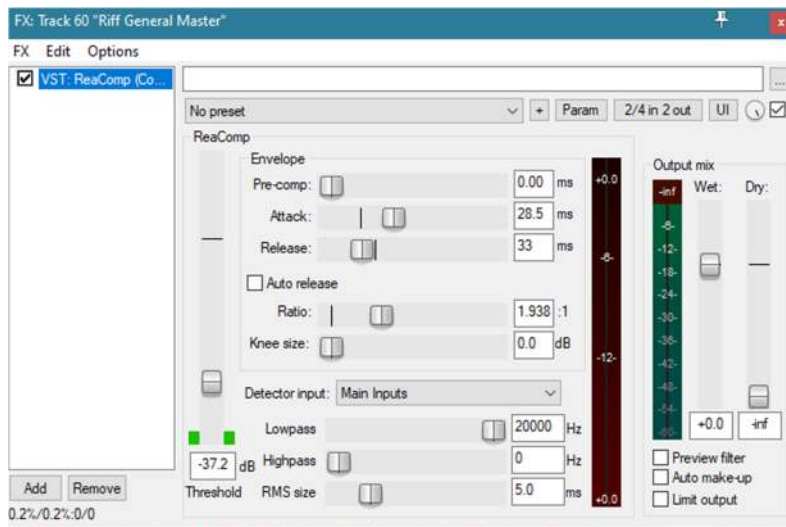 FX: Track 60 "Riff General Master"
FX Edit Options
VST: ReaComp (Co...
...
No preset + Param 2/4 in 2 out UI
ReaComp
Envelope
Pre-comp: 0.00 ms
Attack: 28.5 ms
Release: 33 ms
Auto release
Ratio: 1.938 :1
Knee size: 0.0 dB
Detector input: Main Inputs
Lowpass 20000 Hz
Highpass 0 Hz
RMS size 5.0 ms
-37.2 dB
Threshold
+0.0
-6-
-12-
+0.0
Output mix
Wet: Dry:
-inf
-6-
-12-
-18-
-24-
-30-
-36-
-42-
-48-
-54-
-60-
+0.0 -inf
Preview filter
Auto make-up
Limit output
Add Remove
0.2%/0.2%:0/0